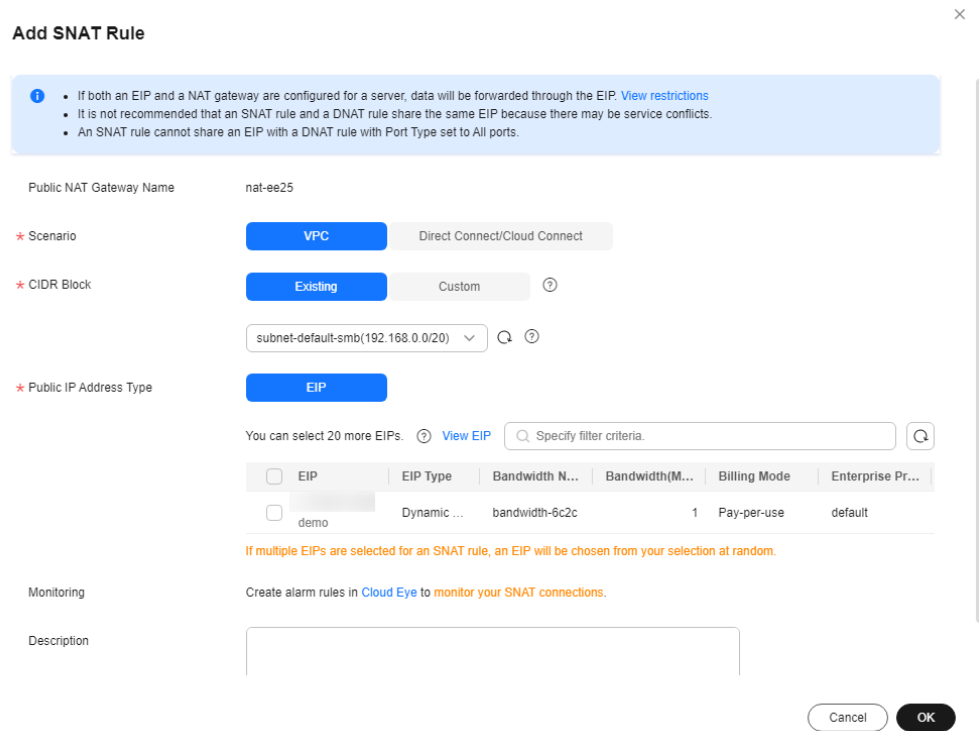 Add SNAT Rule
If both an EIP and a NAT gateway are configured for a server, data will be forwarded through the EIP. View restrictions
It is not recommended that an SNAT rule and a DNAT rule share the same EIP because there may be service conflicts.
An SNAT rule cannot share an EIP with a DNAT rule with Port Type set to All ports.
Public NAT Gateway Name nat-ee25
* Scenario VPC Direct Connect/Cloud Connect
* CIDR Block Existing Custom
subnet-default-smb(192.168.0.0/20)
* Public IP Address Type EIP
You can select 20 more EIPs. View EIP Specify filter criteria.
EIP EIP Type Bandwidth N... Bandwidth(M... Billing Mode Enterprise Pr...
demo Dynamic ... bandwidth-6c2c 1 Pay-per-use default
If multiple EIPs are selected for an SNAT rule, an EIP will be chosen from your selection at random.
Monitoring Create alarm rules in Cloud Eye to monitor your SNAT connections.
Description
Cancel OK